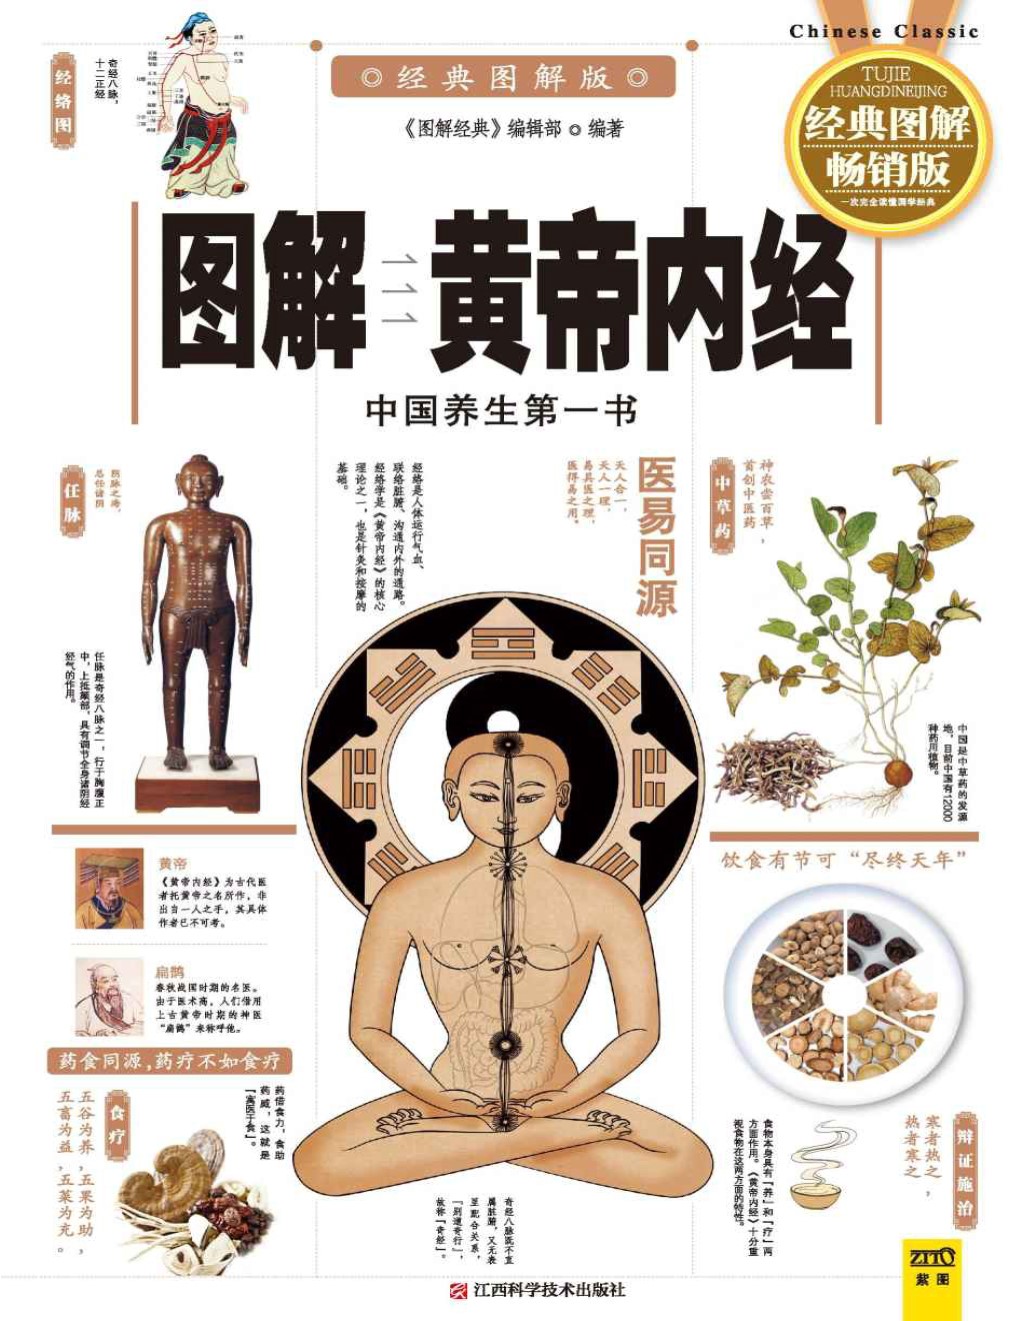 Chinese Classic
TUJIE
HUANGDINEIJING
经典图解
畅销版
一次完全读懂国学经典
经络图
奇经八脉，
十二正经
◎经典图解版◎
《图解经典》编辑部 ◎ 编著
图解黄帝内经
中国养生第一书
任脉
阴脉之海，
总任诸阴
任脉是奇经八脉之一，行于胸腹正
中，上抵颏部，具有调节全身诸阴经
经气的作用。
经络是人体运行气血、
联络脏腑、沟通内外的通路。
经络学是《黄帝内经》的核心
理论之一，也是针灸和按摩的
基础。
医易同源
天人合一，
天人一理，
易具医之理，
医得易之用。
中草药
神农尝百草，
首创中医药
中国是中草药的发源
地，目前中国有12000
种药用植物。
黄帝
《黄帝内经》为古代医
者托黄帝之名所作，非
出自一人之手，其具体
作者已不可考。
扁鹊
春秋战国时期的名医。
由于医术高，人们借用
上古黄帝时期的神医
“扁鹊”来称呼他。
药食同源,药疗不如食疗
食疗
五谷为养，五果为助，
五畜为益，五菜为充。
药借食力，食助
药威，这就是
「寓医于食」。
奇经八脉既不直
属脏腑，又无表
里配合关系，
「别道奇行」，
故称「奇经」。
饮食有节可“尽终天年”
食物本身具有「养」和「疗」两
方面作用。《黄帝内经》十分重
视食物在这两方面的特性。
寒者热之，
热者寒之
辩证施治
江西科学技术出版社
ZITO
紫图